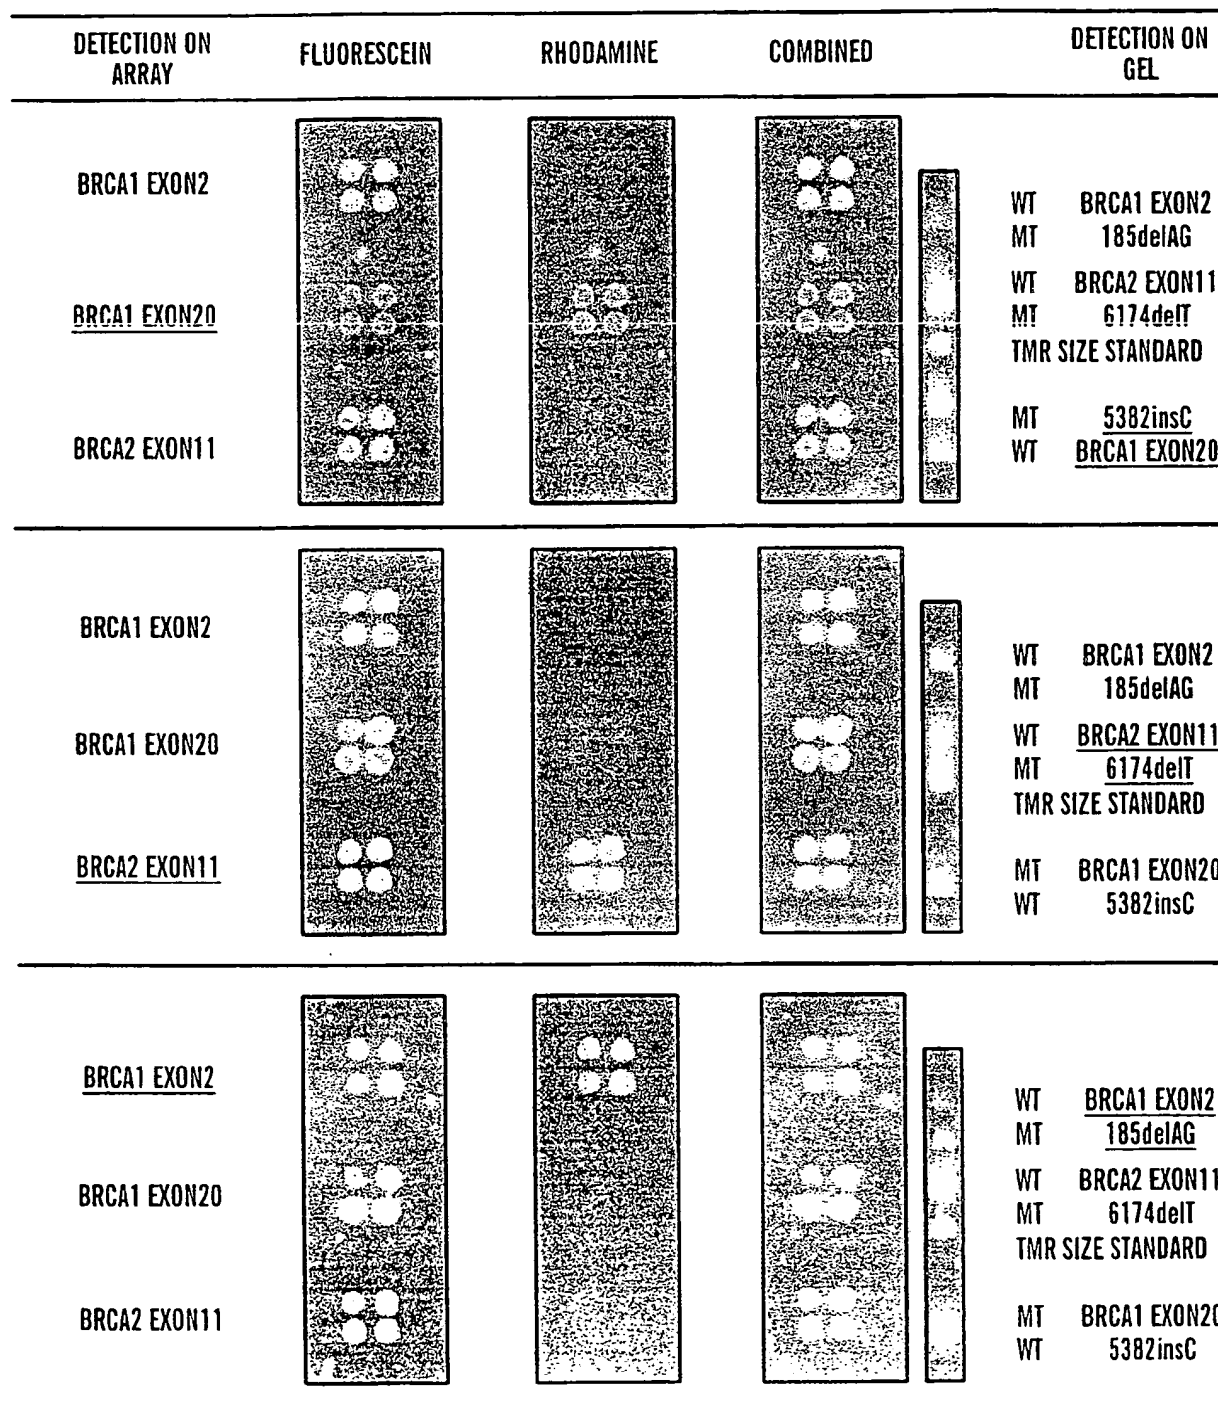 DETECTION ON ARRAY FLUORESCEIN RHODAMINE COMBINED DETECTION ON GEL
BRCA1 EXON2
BRCA1 EXON20
BRCA2 EXON11
WT BRCA1 EXON2
MT 185delAG
WT BRCA2 EXON11
MT 6174delT
TMR SIZE STANDARD
MT 5382insC
WT BRCA1 EXON20
BRCA1 EXON2
BRCA1 EXON20
BRCA2 EXON11
WT BRCA1 EXON2
MT 185delAG
WT BRCA2 EXON11
MT 6174delT
TMR SIZE STANDARD
MT BRCA1 EXON20
WT 5382insC
BRCA1 EXON2
BRCA1 EXON20
BRCA2 EXON11
WT BRCA1 EXON2
MT 185delAG
WT BRCA2 EXON11
MT 6174delT
TMR SIZE STANDARD
MT BRCA1 EXON20
WT 5382insC